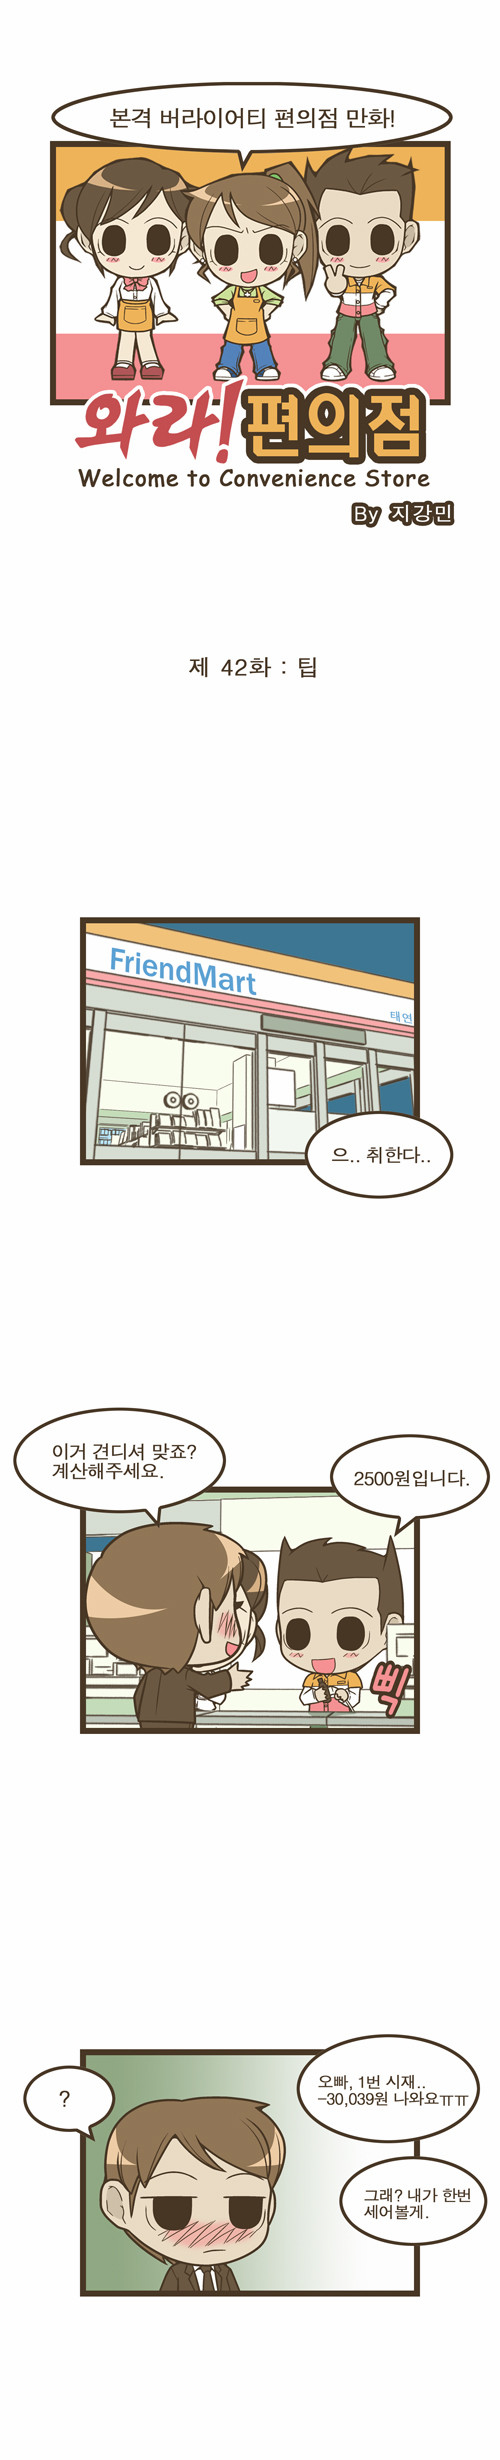 본격 버라이어티 편의점 만화!
와라! 편의점
Welcome to Convenience Store
By 지강민
제 42화 : 팁
FriendMart
태연
으.. 취한다..
이거 견디셔 맞죠?
계산해주세요.
2500원입니다.
삑
?
오빠, 1번 시재..
-30,039원 나와요ㅠㅠ
그래? 내가 한번
세어볼게.